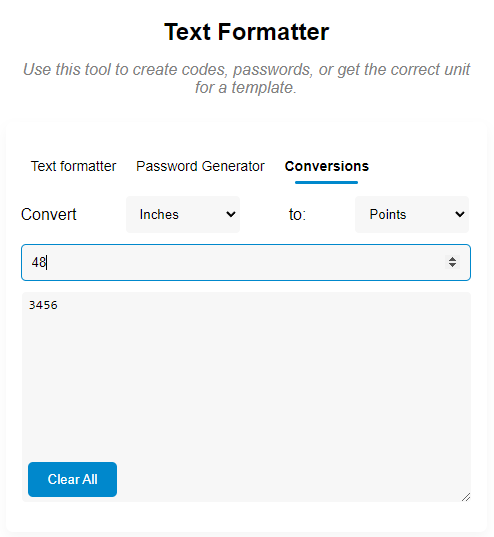 Text Formatter
Use this tool to create codes, passwords, or get the correct unit
for a template.
Text formatter Password Generator Conversions
Convert Inches to: Points
48
3456
Clear All